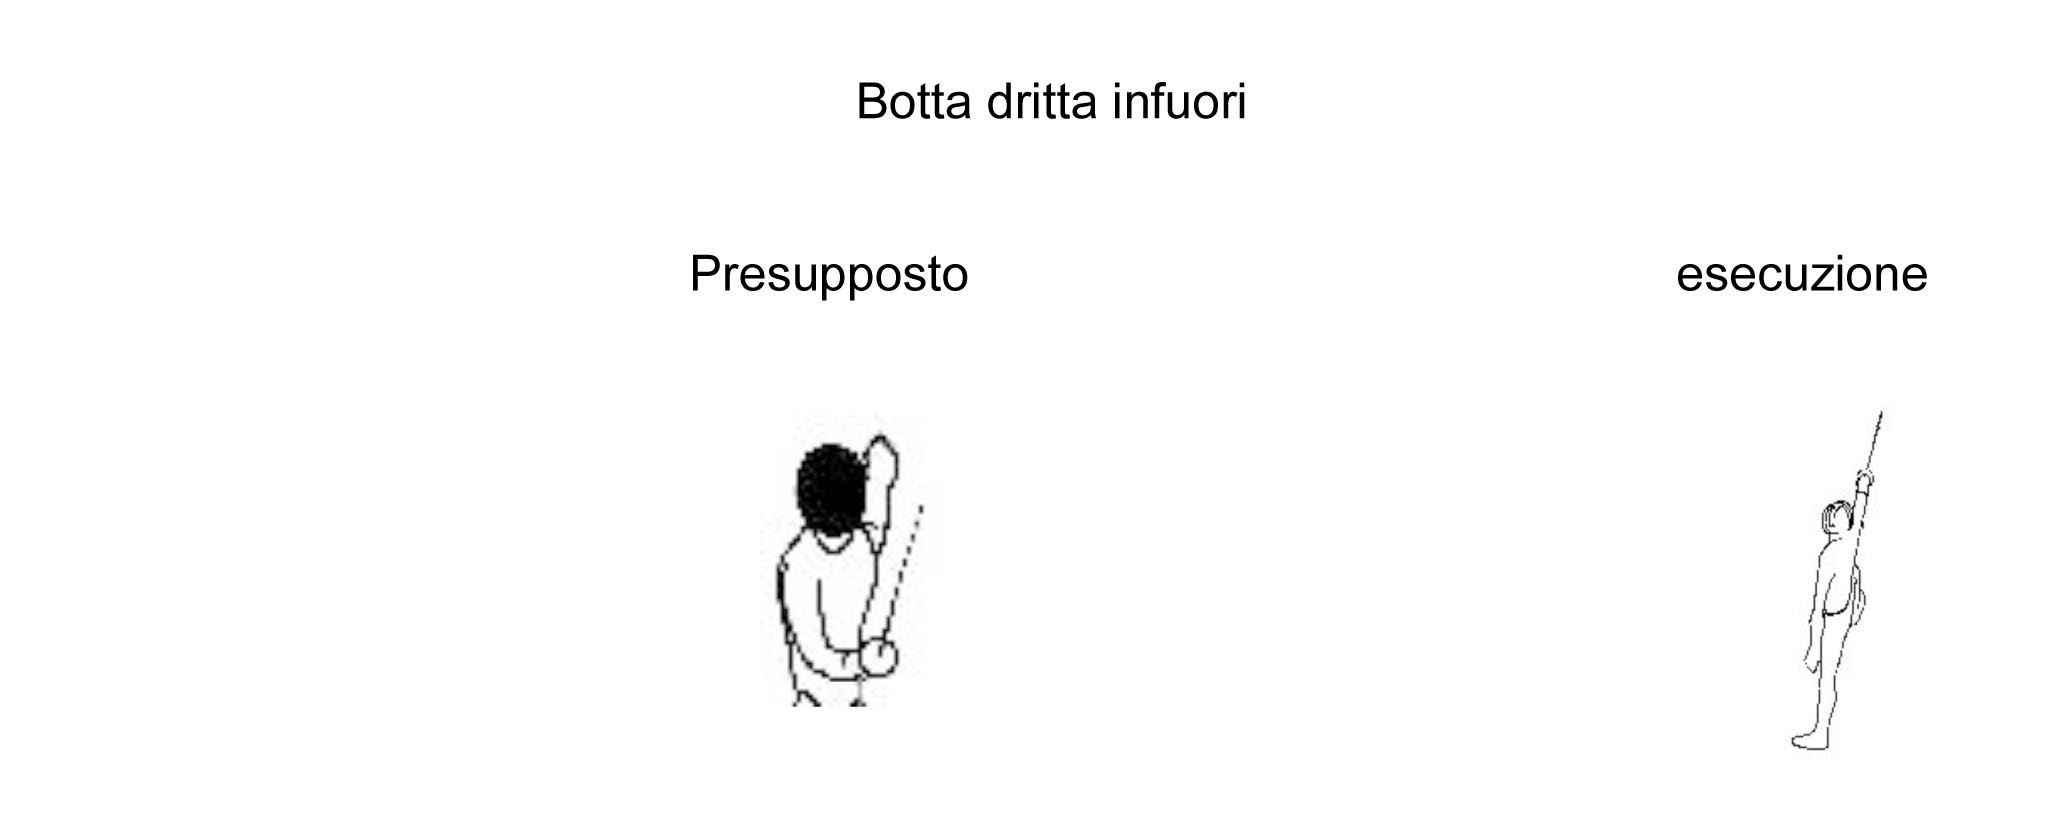 Botta dritta infuori
Presupposto
esecuzione